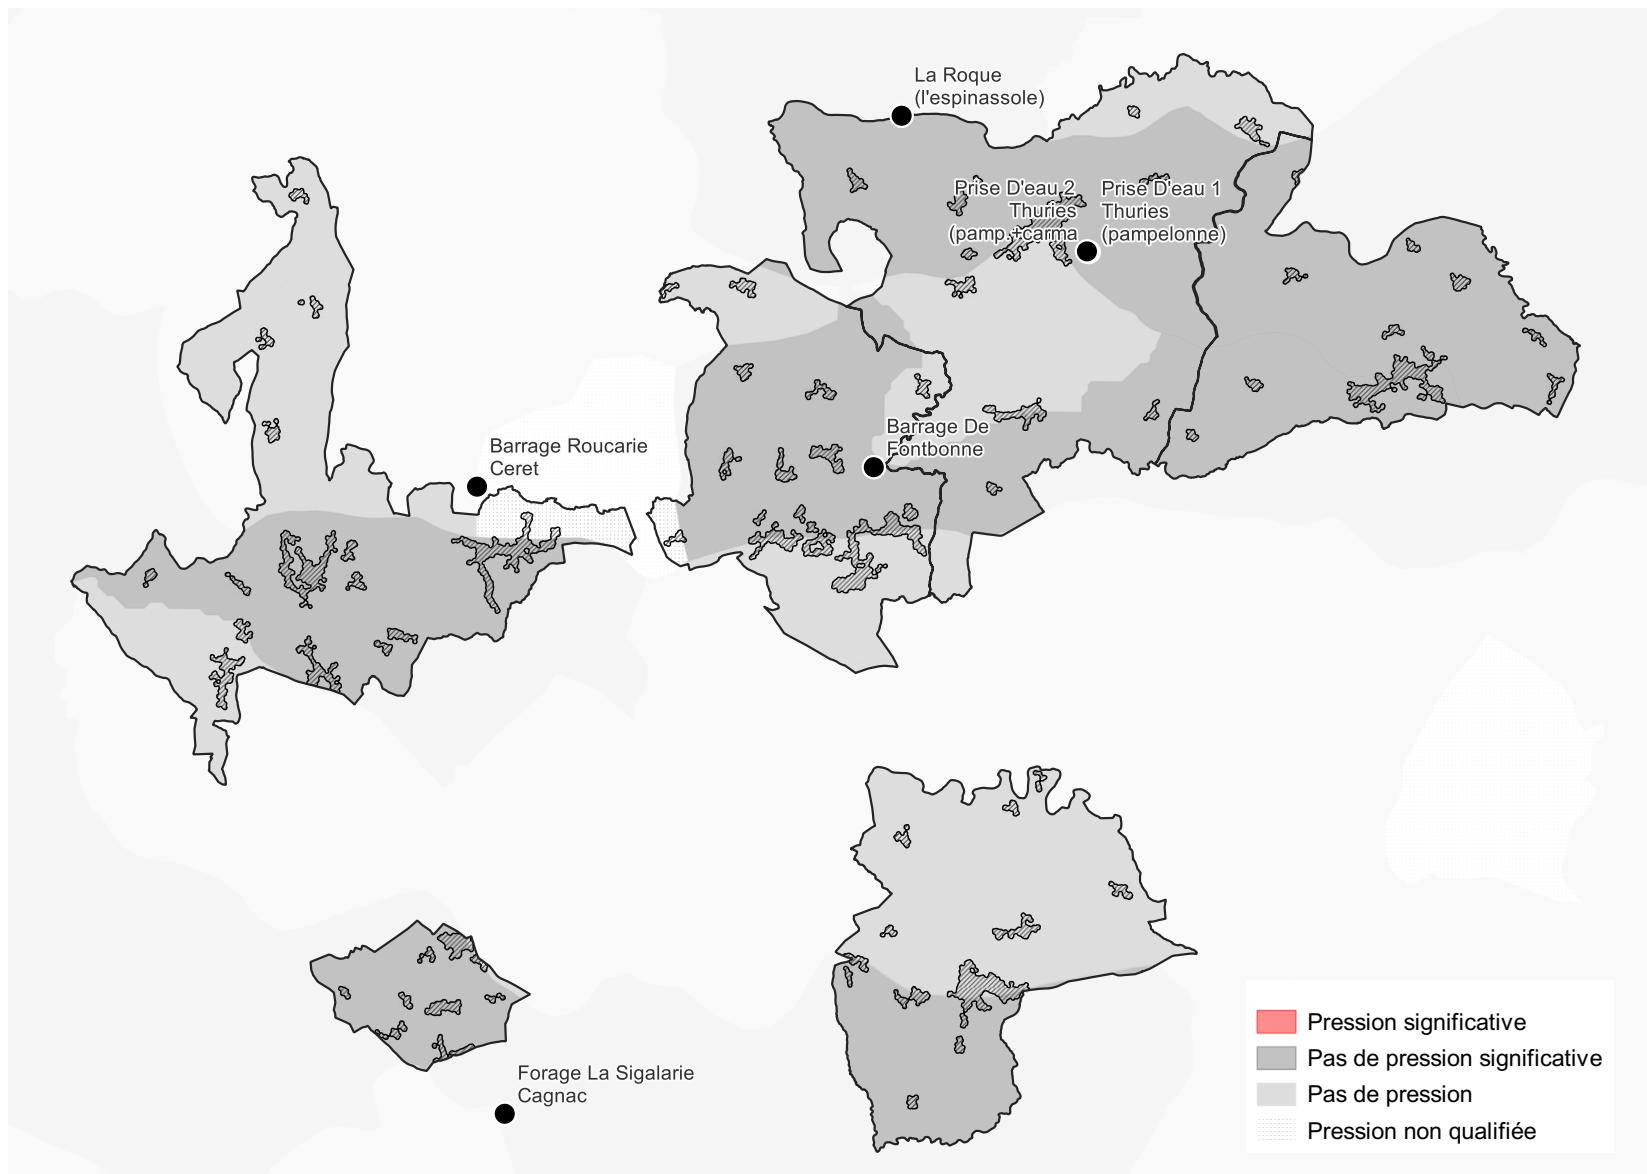 La Roque
(l'espinassole)
Prise D'eau 2
Thuries
(pamp.+carma
Prise D'eau 1
Thuries
(pampelonne)
Barrage De
Fontbonne
Barrage Roucarie
Ceret
Forage La Sigalarie
Cagnac
Pression significative
Pas de pression significative
Pas de pression
Pression non qualifiée